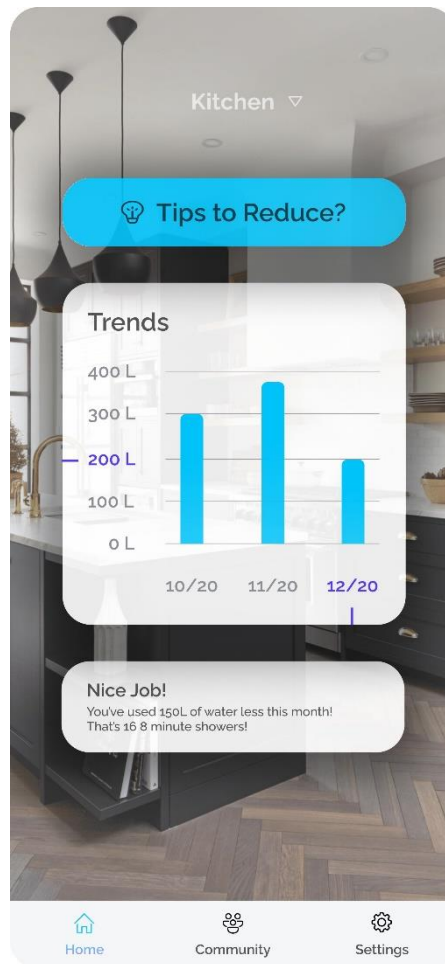 Kitchen
Tips to Reduce?
Trends
400 L
300 L
200 L
100 L
0 L
10/20 11/20 12/20
Nice Job!
You've used 150L of water less this month!
That's 16 8 minute showers!
Home Community Settings